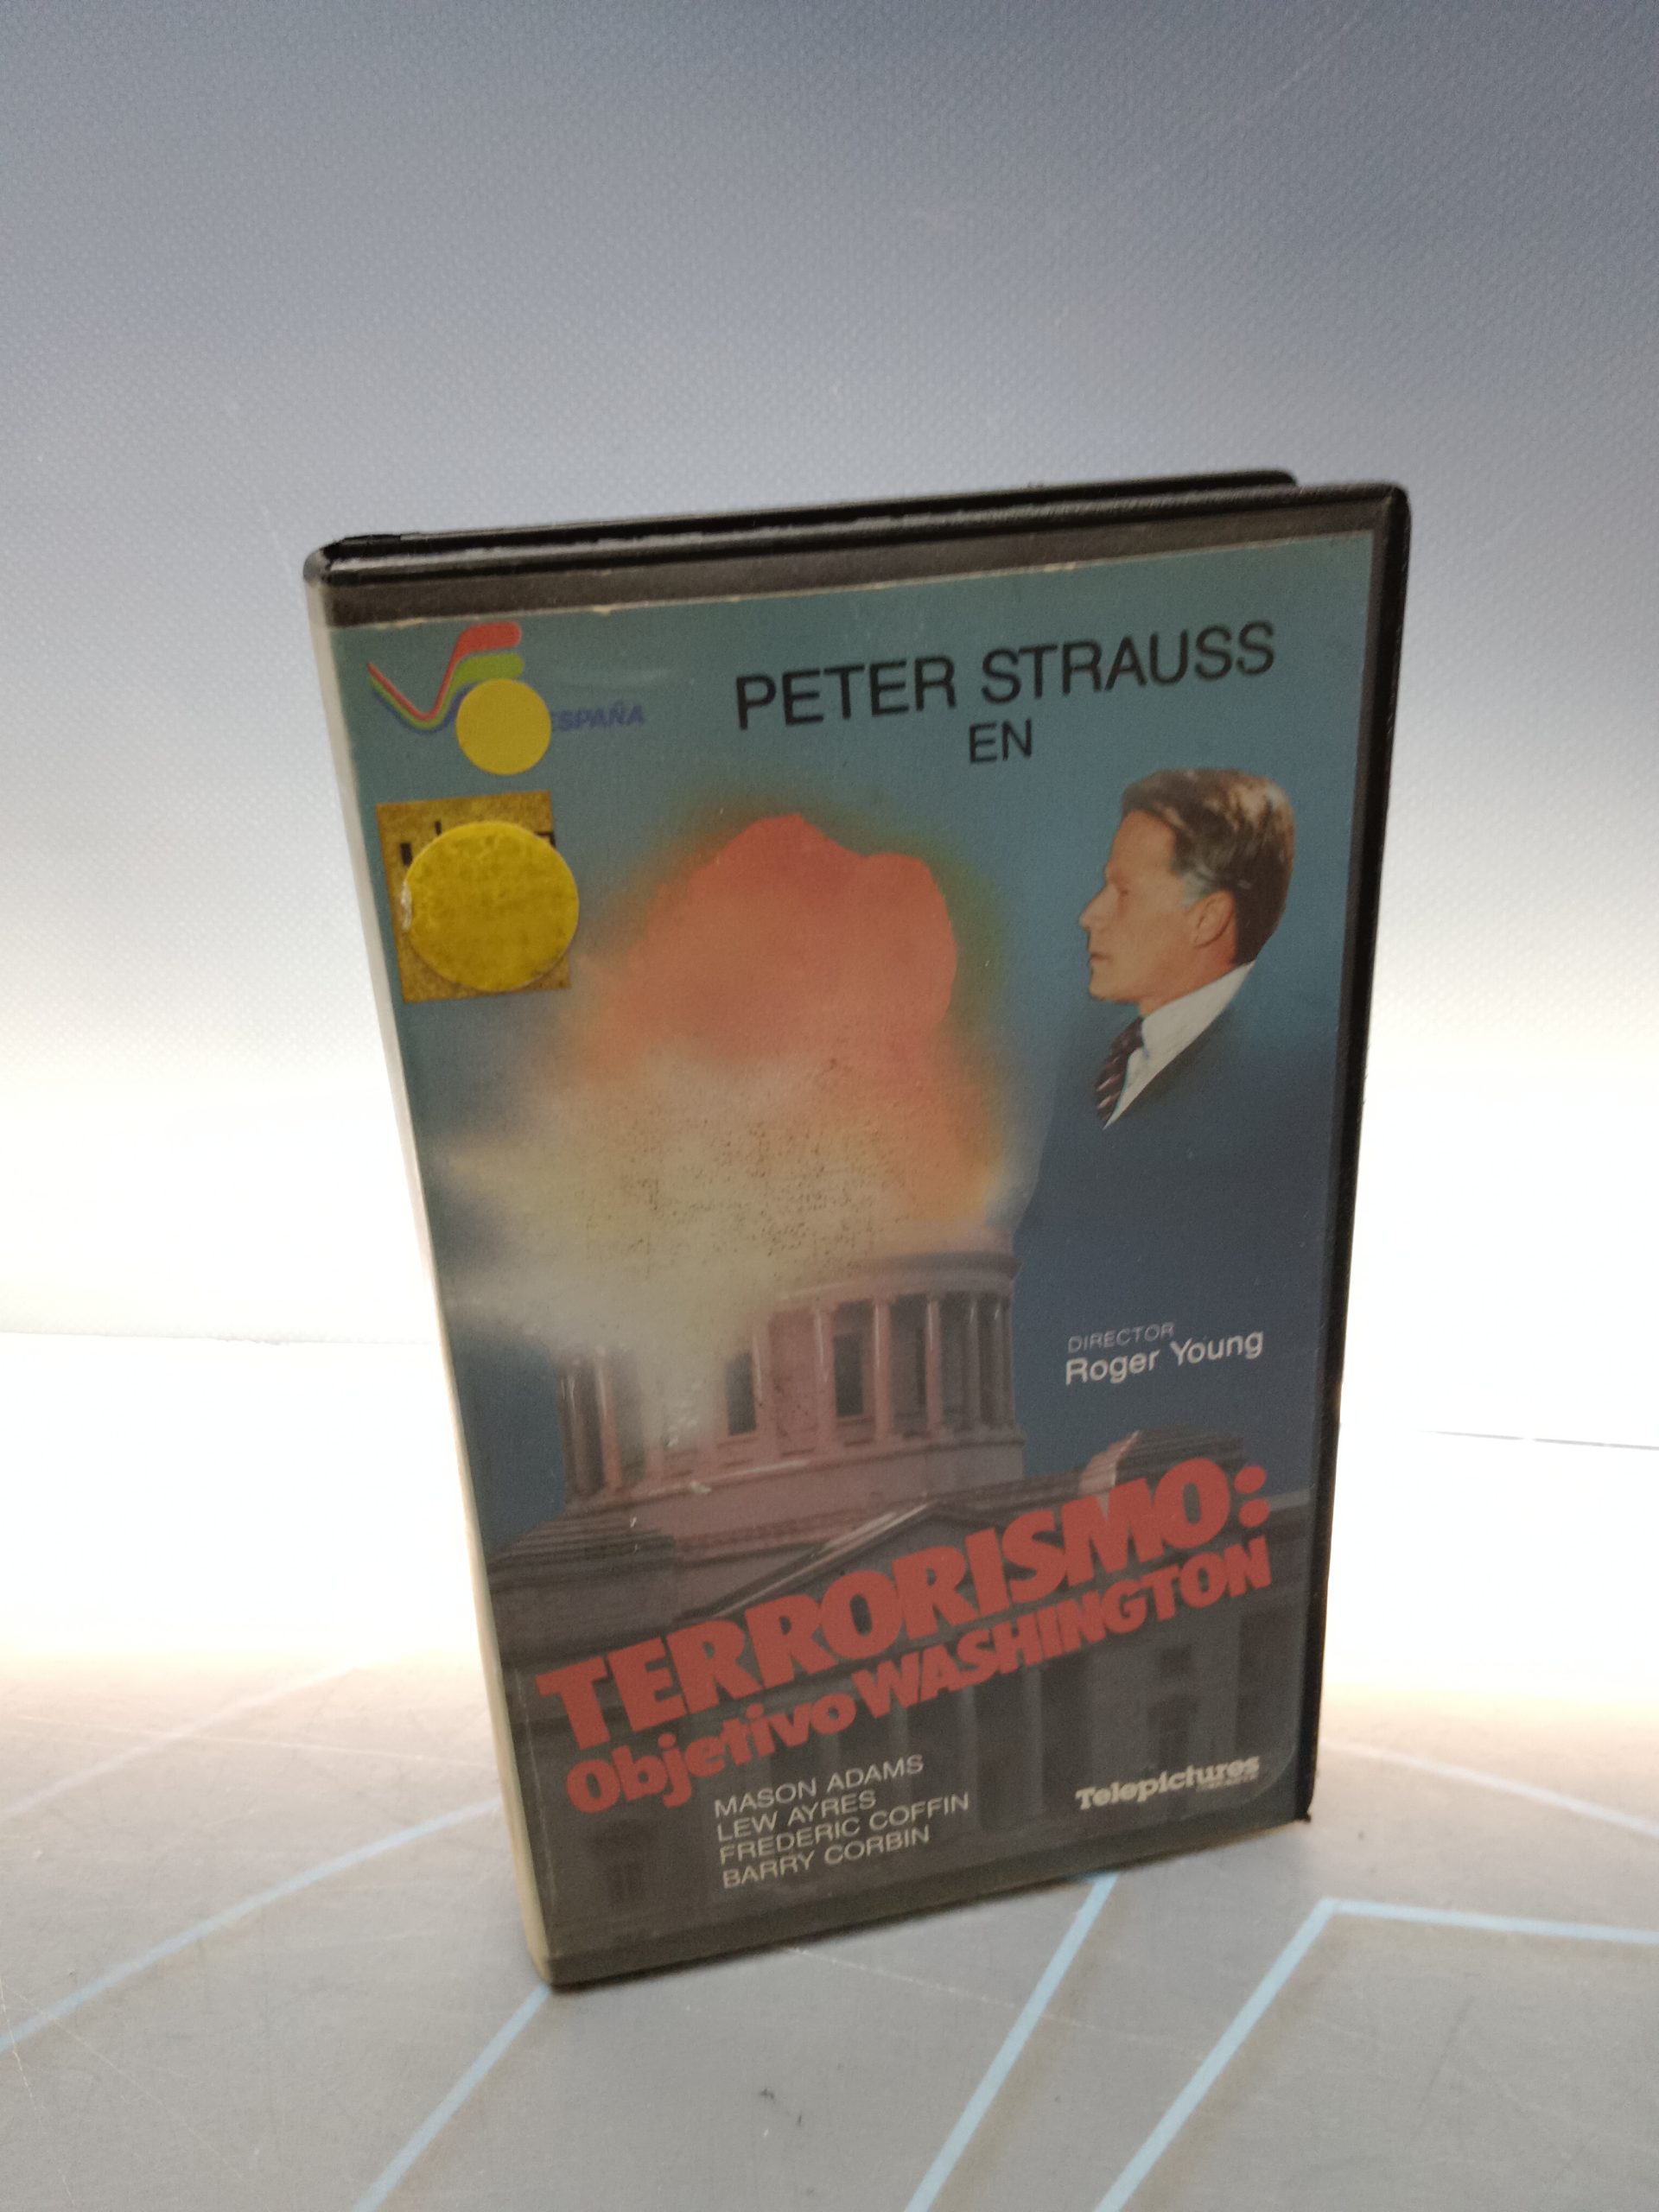 ESPAÑA
PETER STRAUSS
EN
DIRECTOR
Roger Young
TERRORISMO:
Objetivo WASHINGTON
MASON ADAMS
LEW AYRES
FREDERIC COFFIN
BARRY CORBIN
Telepictures